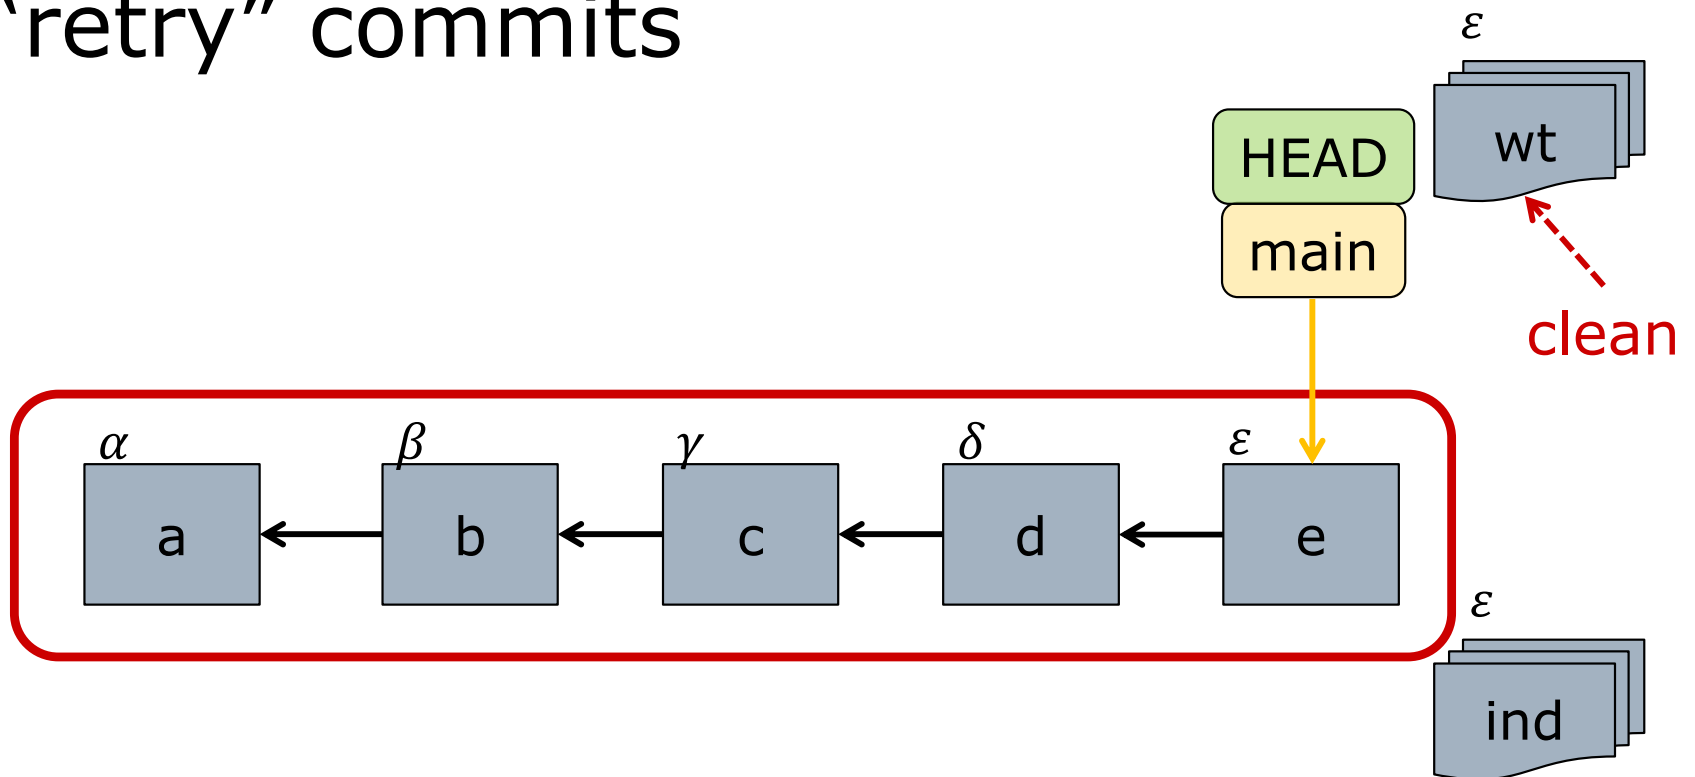 “retry” commits
ε
wt
HEAD
main
clean
α β γ δ ε
a b c d e
ε
ind